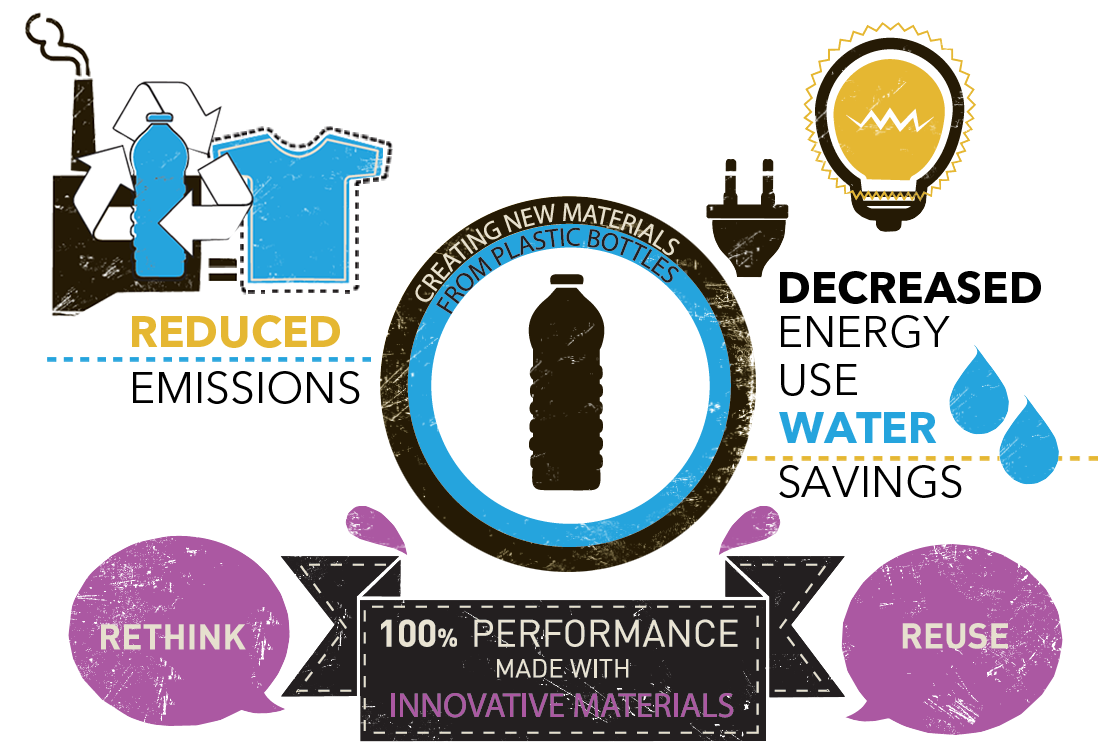 REDUCED
EMISSIONS
CREATING NEW MATERIALS
FROM PLASTIC BOTTLES
DECREASED
ENERGY
USE
WATER
SAVINGS
RETHINK
100% PERFORMANCE
MADE WITH
INNOVATIVE MATERIALS
REUSE